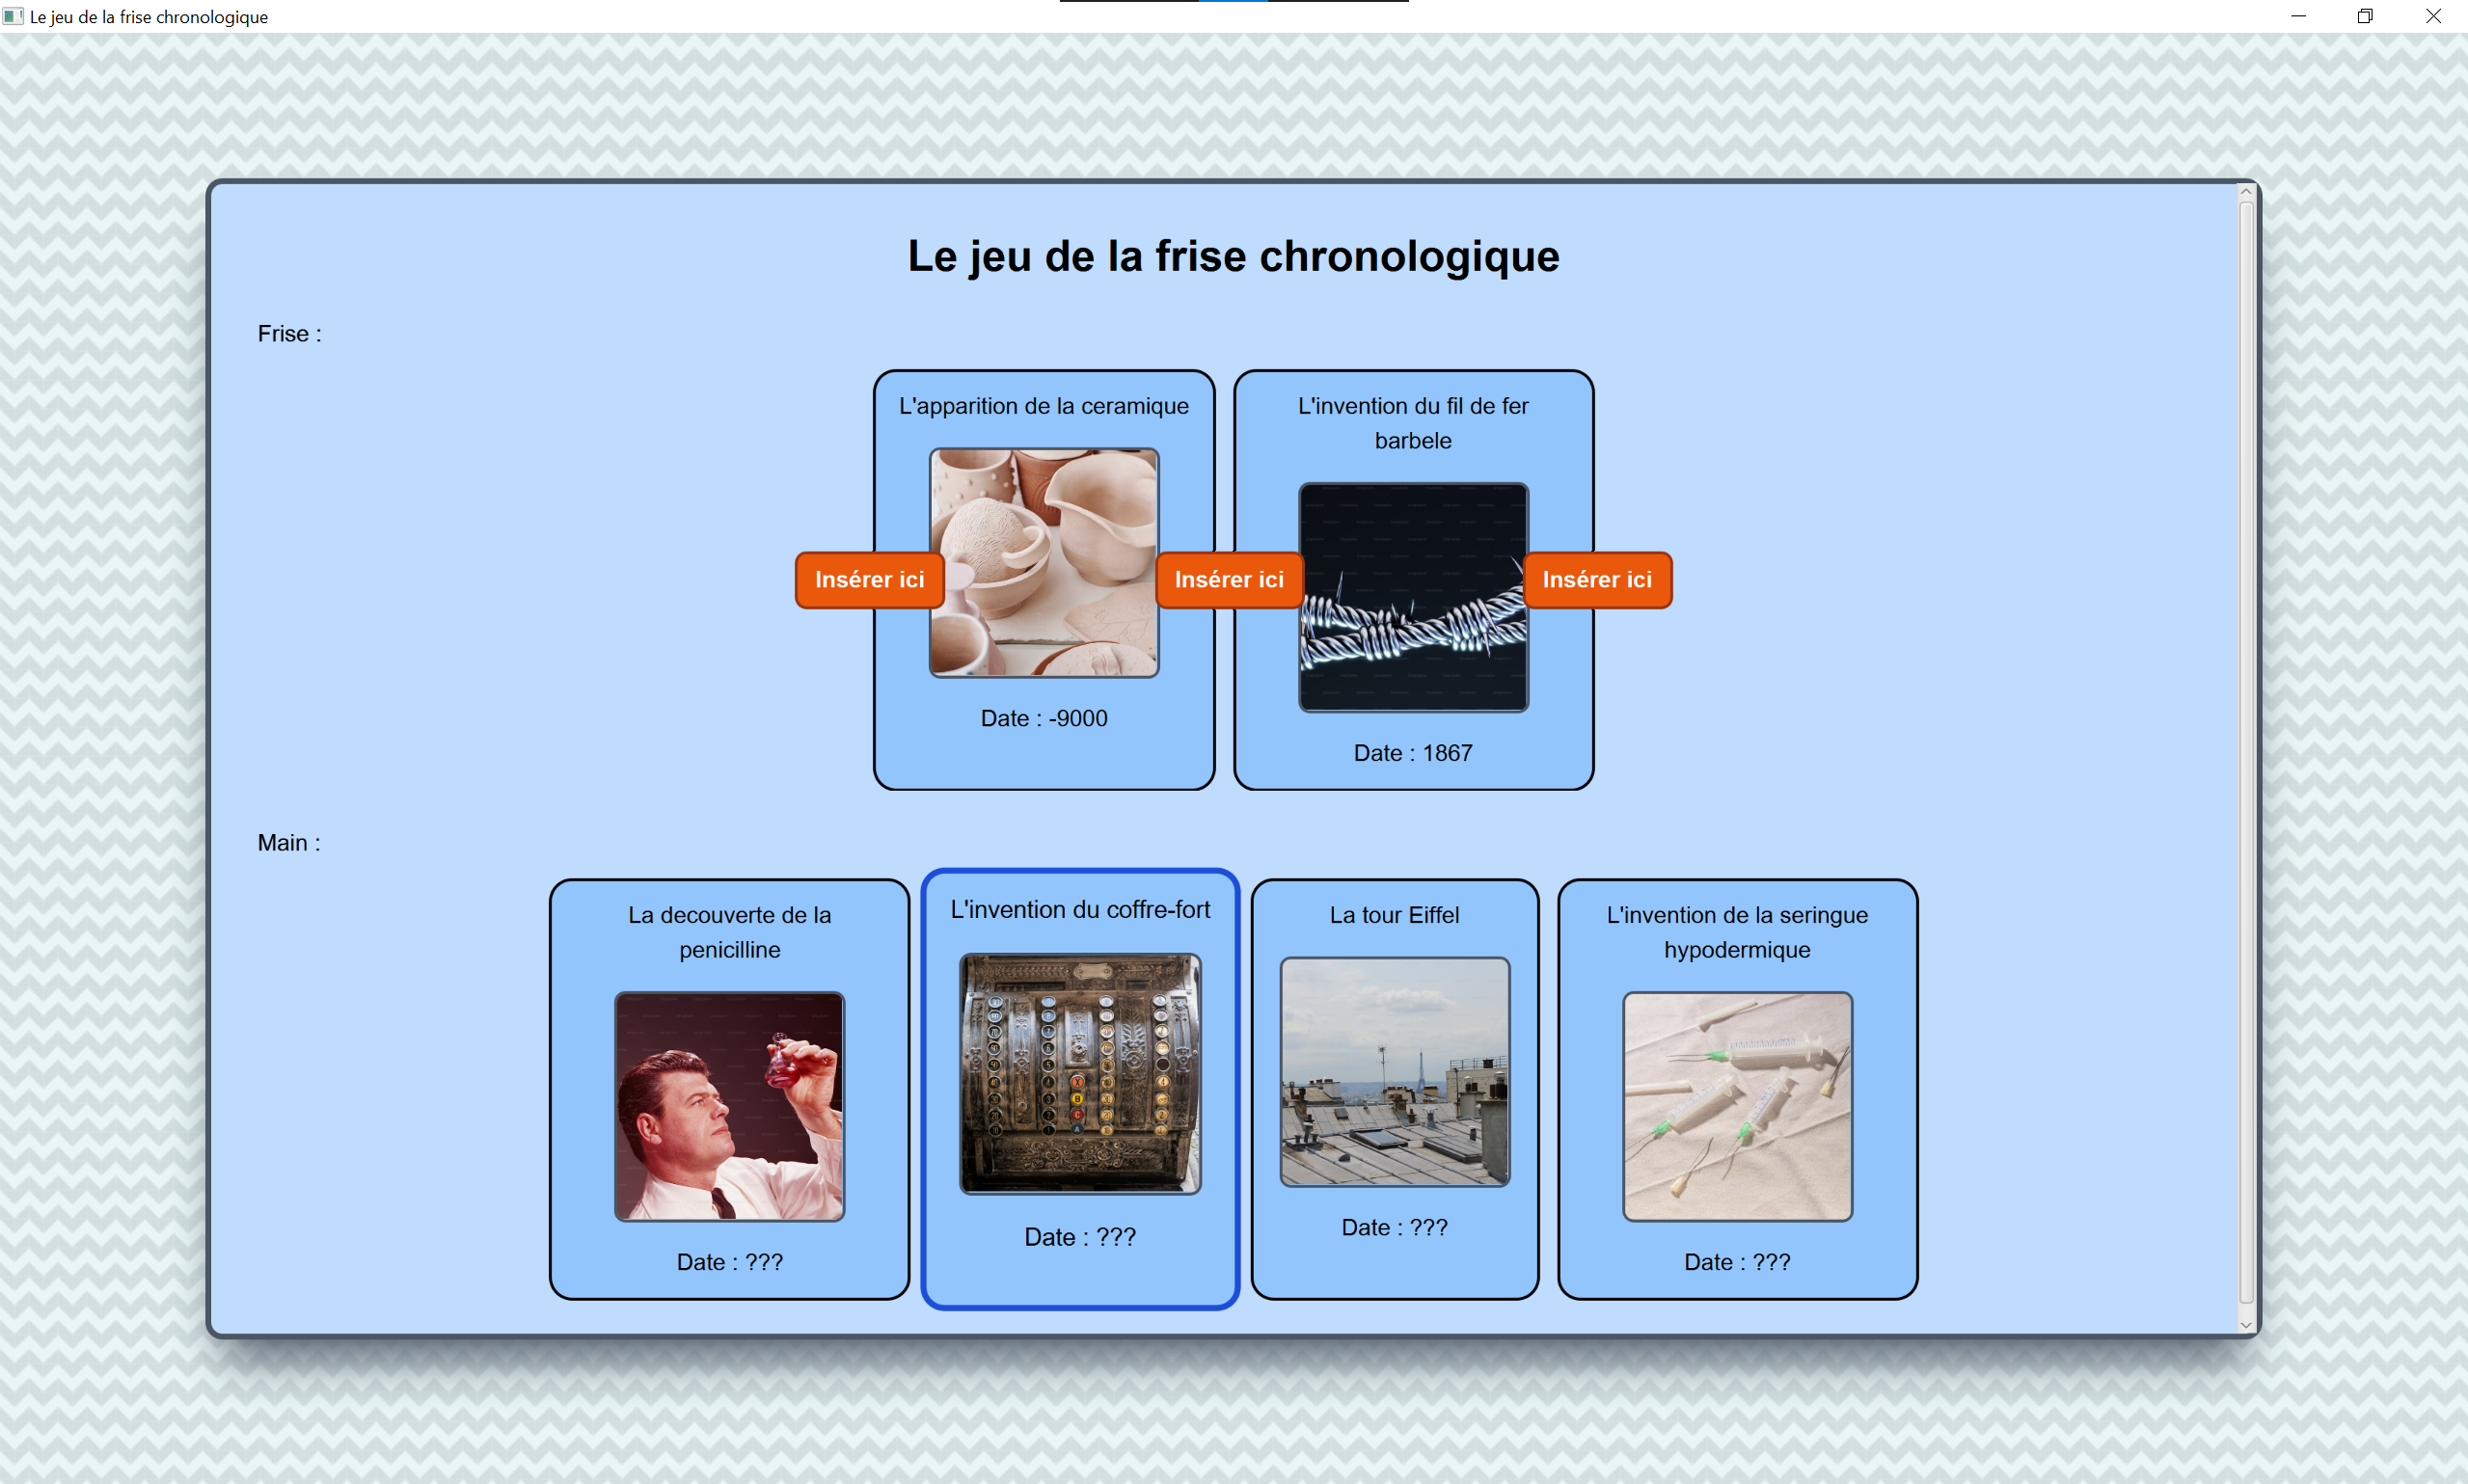 Le jeu de la frise chronologique
Le jeu de la frise chronologique
Frise :
L'apparition de la ceramique
L'invention du fil de fer
barbele
Insérer ici
Insérer ici
Insérer ici
Date : -9000
Date : 1867
Main :
La decouverte de la
penicilline
L'invention du coffre-fort
La tour Eiffel
L'invention de la seringue
hypodermique
Date : ???
Date : ???
Date : ???
Date : ???